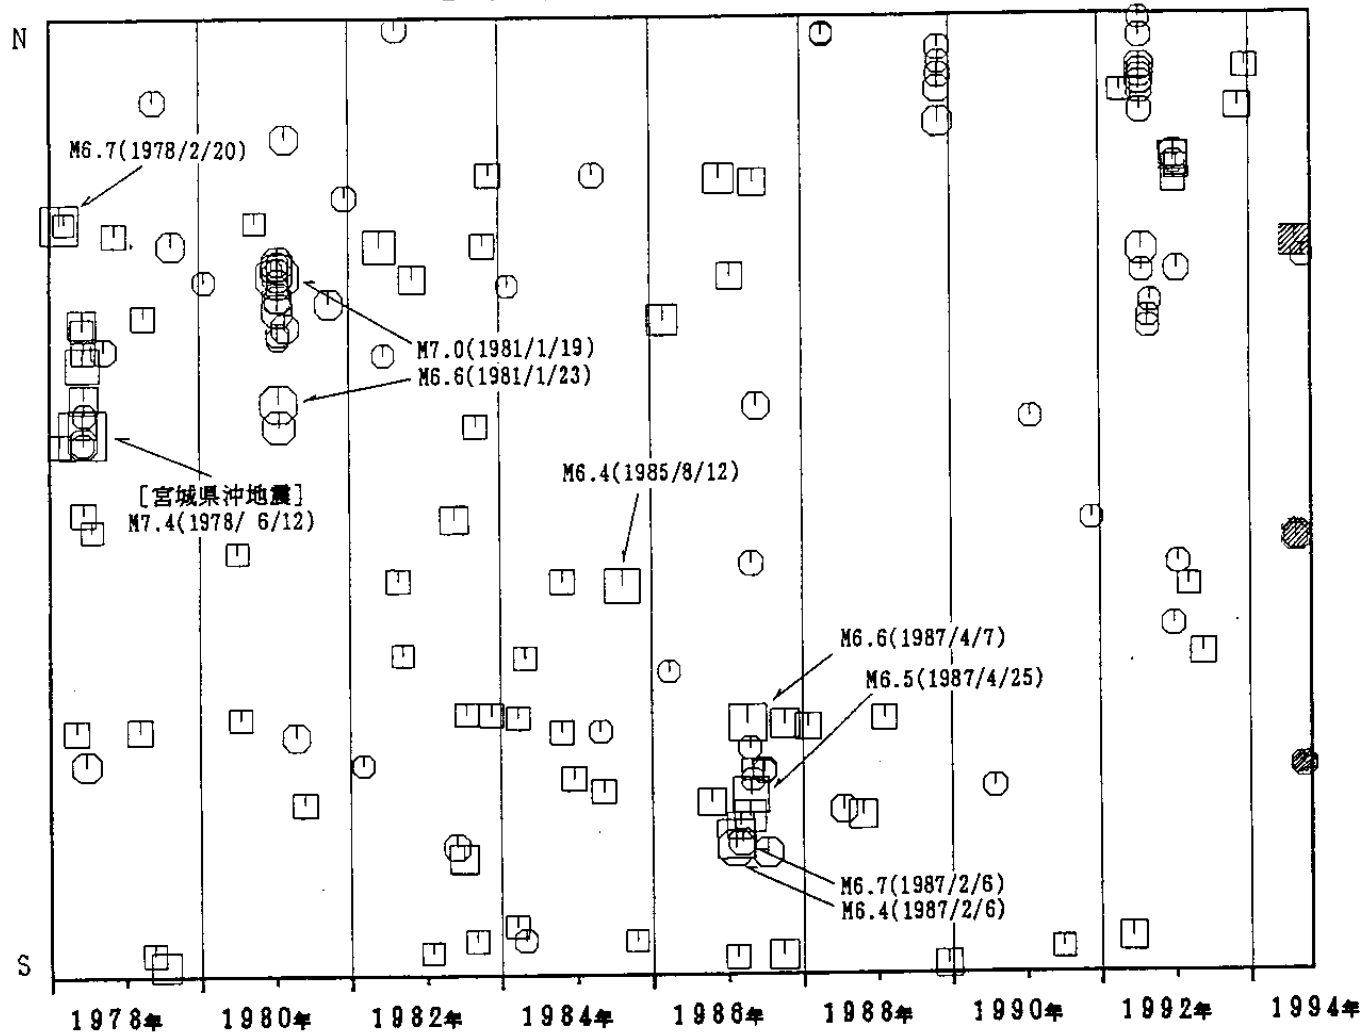 N
M6.7(1978/2/20)
M7.0(1981/1/19)
M6.6(1981/1/23)
M6.4(1985/8/12)
[宮城県沖地震]
M7.4(1978/ 6/12)
M6.6(1987/4/7)
M6.5(1987/4/25)
M6.7(1987/2/6)
M6.4(1987/2/6)
S
1978年 1980年 1982年 1984年 1986年 1988年 1990年 1992年 1994年